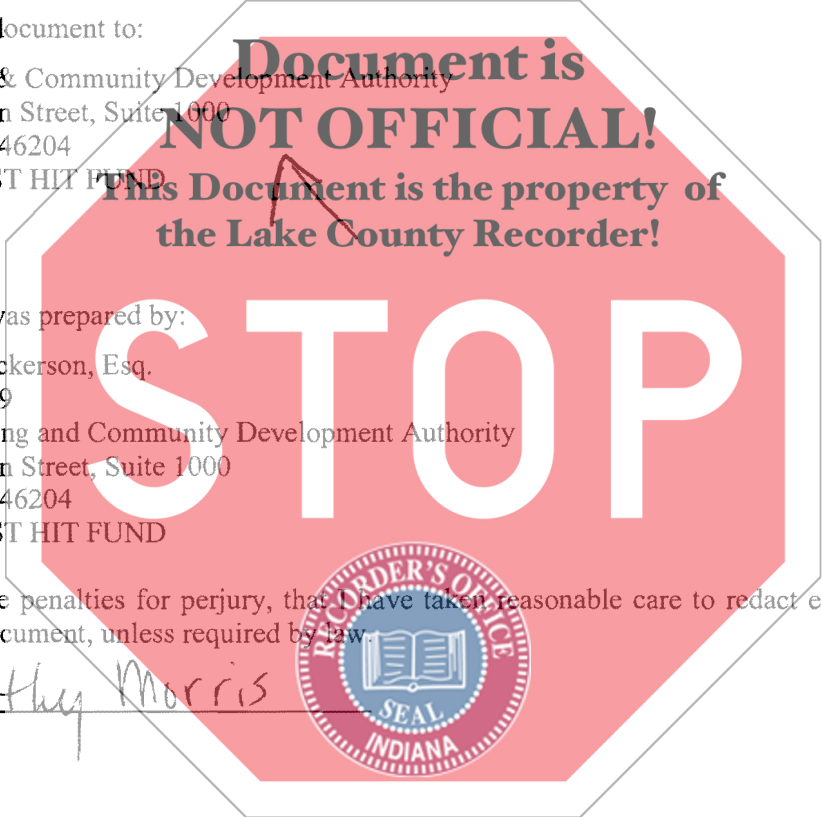 ocument to:
Document is
& Community Development Authority
n Street, Suite 1000
NOT OFFICIAL!
46204
ST HIT FUND
This Document is the property of
the Lake County Recorder!
was prepared by:
ckerson, Esq.
9
STOP
ng and Community Development Authority
n Street, Suite 1000
46204
ST HIT FUND
e penalties for perjury, that I have taken reasonable care to redact e
cument, unless required by law.
thy Morris
RECORDER'S OFFICE
SEAL
INDIANA